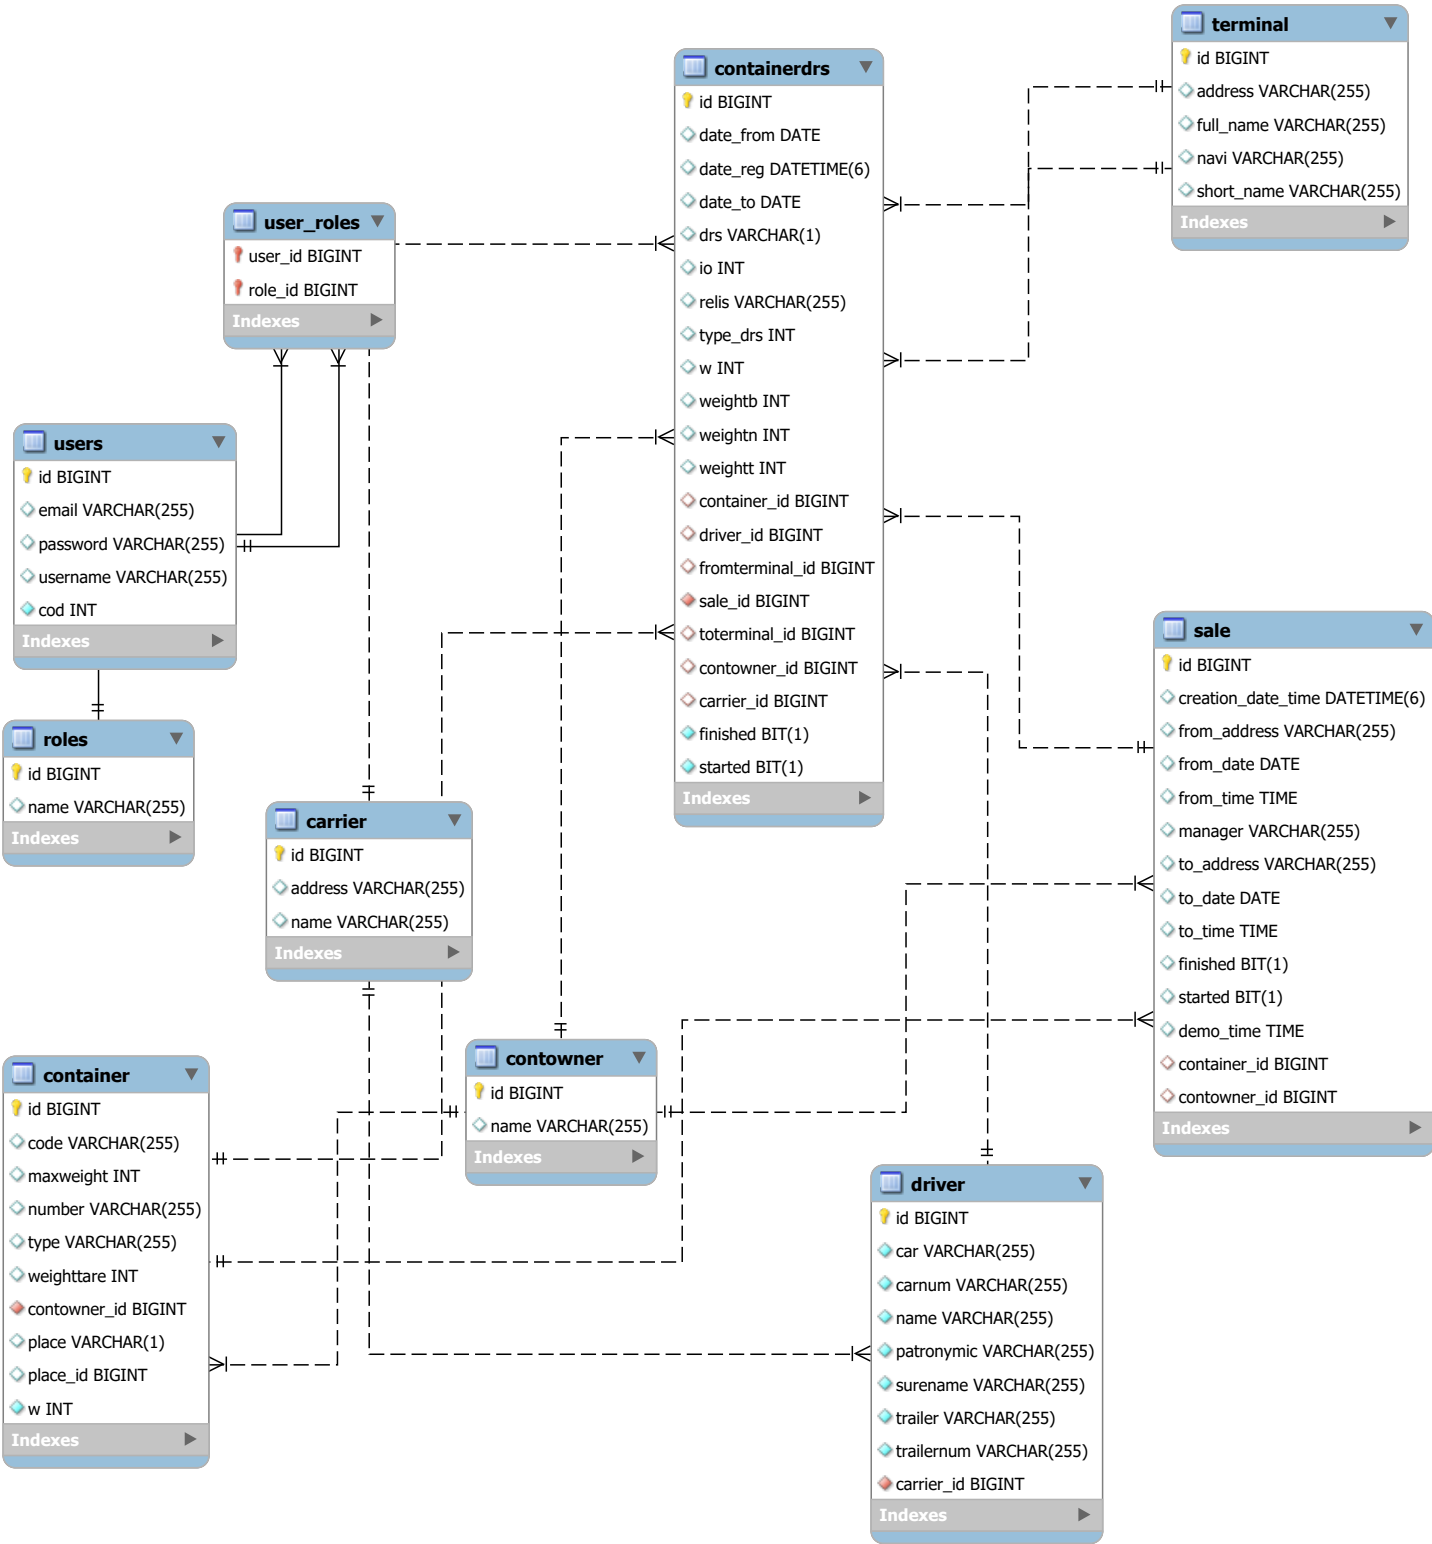 terminal
id BIGINT
address VARCHAR(255)
full_name VARCHAR(255)
navi VARCHAR(255)
short_name VARCHAR(255)
Indexes
containerdrs
id BIGINT
date_from DATE
date_reg DATETIME(6)
date_to DATE
drs VARCHAR(1)
io INT
relis VARCHAR(255)
type_drs INT
w INT
weightb INT
weightn INT
weightt INT
container_id BIGINT
driver_id BIGINT
fromterminal_id BIGINT
sale_id BIGINT
toterminal_id BIGINT
contowner_id BIGINT
carrier_id BIGINT
finished BIT(1)
started BIT(1)
Indexes
user_roles
user_id BIGINT
role_id BIGINT
Indexes
users
id BIGINT
email VARCHAR(255)
password VARCHAR(255)
username VARCHAR(255)
cod INT
Indexes
roles
id BIGINT
name VARCHAR(255)
Indexes
sale
id BIGINT
creation_date_time DATETIME(6)
from_address VARCHAR(255)
from_date DATE
from_time TIME
manager VARCHAR(255)
to_address VARCHAR(255)
to_date DATE
to_time TIME
finished BIT(1)
started BIT(1)
demo_time TIME
container_id BIGINT
contowner_id BIGINT
Indexes
carrier
id BIGINT
address VARCHAR(255)
name VARCHAR(255)
Indexes
contowner
id BIGINT
name VARCHAR(255)
Indexes
container
id BIGINT
code VARCHAR(255)
maxweight INT
number VARCHAR(255)
type VARCHAR(255)
weighttare INT
contowner_id BIGINT
place VARCHAR(1)
place_id BIGINT
w INT
Indexes
driver
id BIGINT
car VARCHAR(255)
carnum VARCHAR(255)
name VARCHAR(255)
patronymic VARCHAR(255)
surename VARCHAR(255)
trailer VARCHAR(255)
trailernum VARCHAR(255)
carrier_id BIGINT
Indexes